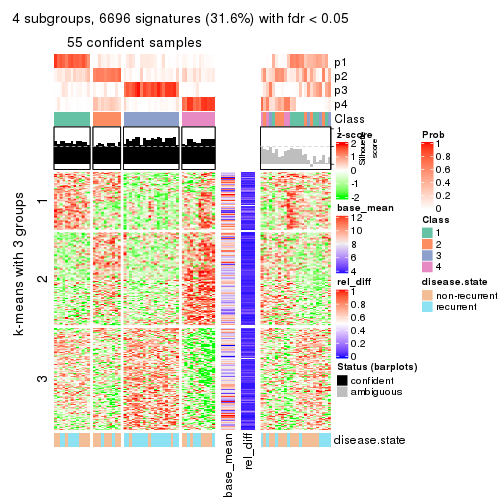 4 subgroups, 6696 signatures (31.6%) with fdr < 0.05
55 confident samples
p1
p2
p3
p4
Class
1
Silhouette
score
z-score
2
1
0
-1
-2
base_mean
12
10
8
6
4
rel_diff
1
0.8
0.6
0.4
0.2
0
Status (barplots)
confident
ambiguous
Prob
1
0.8
0.6
0.4
0.2
0
Class
1
2
3
4
disease.state
non-recurrent
recurrent
k-means with 3 groups
1
2
3
disease.state
base_mean
rel_diff